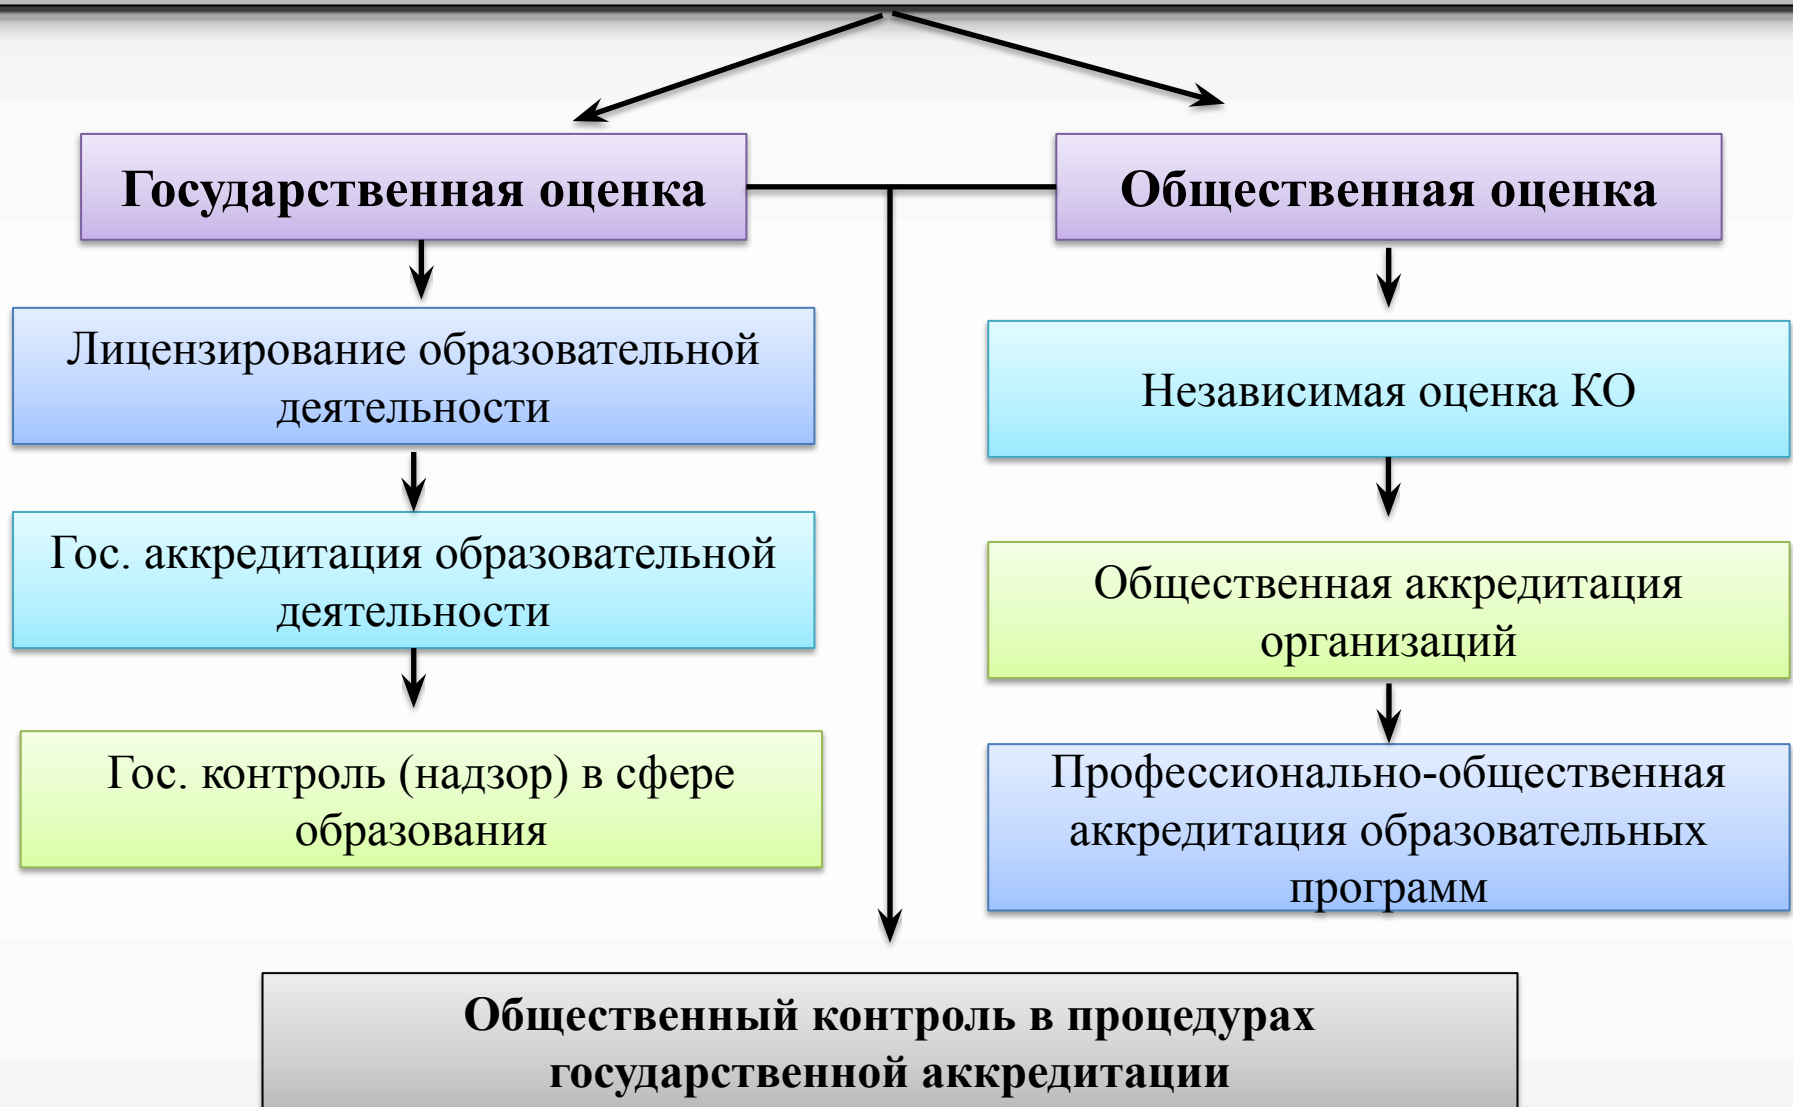 Государственная оценка
Общественная оценка
Лицензирование образовательной
деятельности
Независимая оценка КО
Гос. аккредитация образовательной
деятельности
Общественная аккредитация
организаций
Гос. контроль (надзор) в сфере
образования
Профессионально-общественная
аккредитация образовательных
программ
Общественный контроль в процедурах
государственной аккредитации